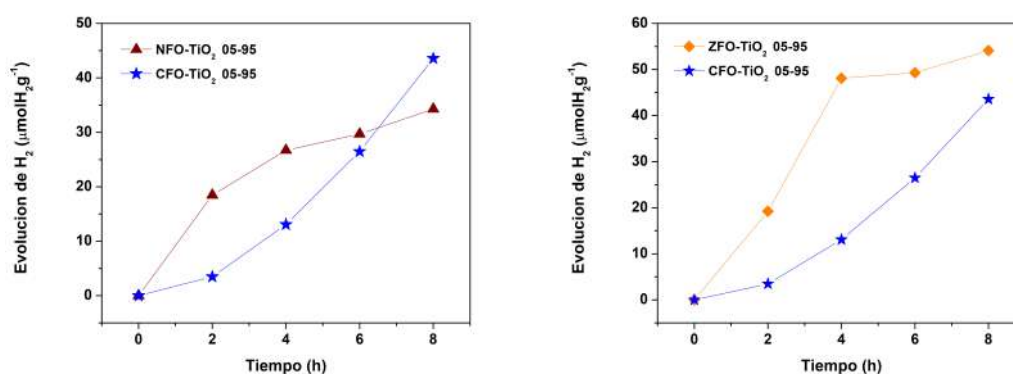 50
40
30
20
10
0
0 2 4 6 8
Evolucion de H₂ (μmolH₂g⁻¹)
Tiempo (h)
NFO-TiO₂ 05-95
CFO-TiO₂ 05-95
60
50
40
30
20
10
0
0 2 4 6 8
Evolucion de H₂ (μmolH₂g⁻¹)
Tiempo (h)
ZFO-TiO₂ 05-95
CFO-TiO₂ 05-95